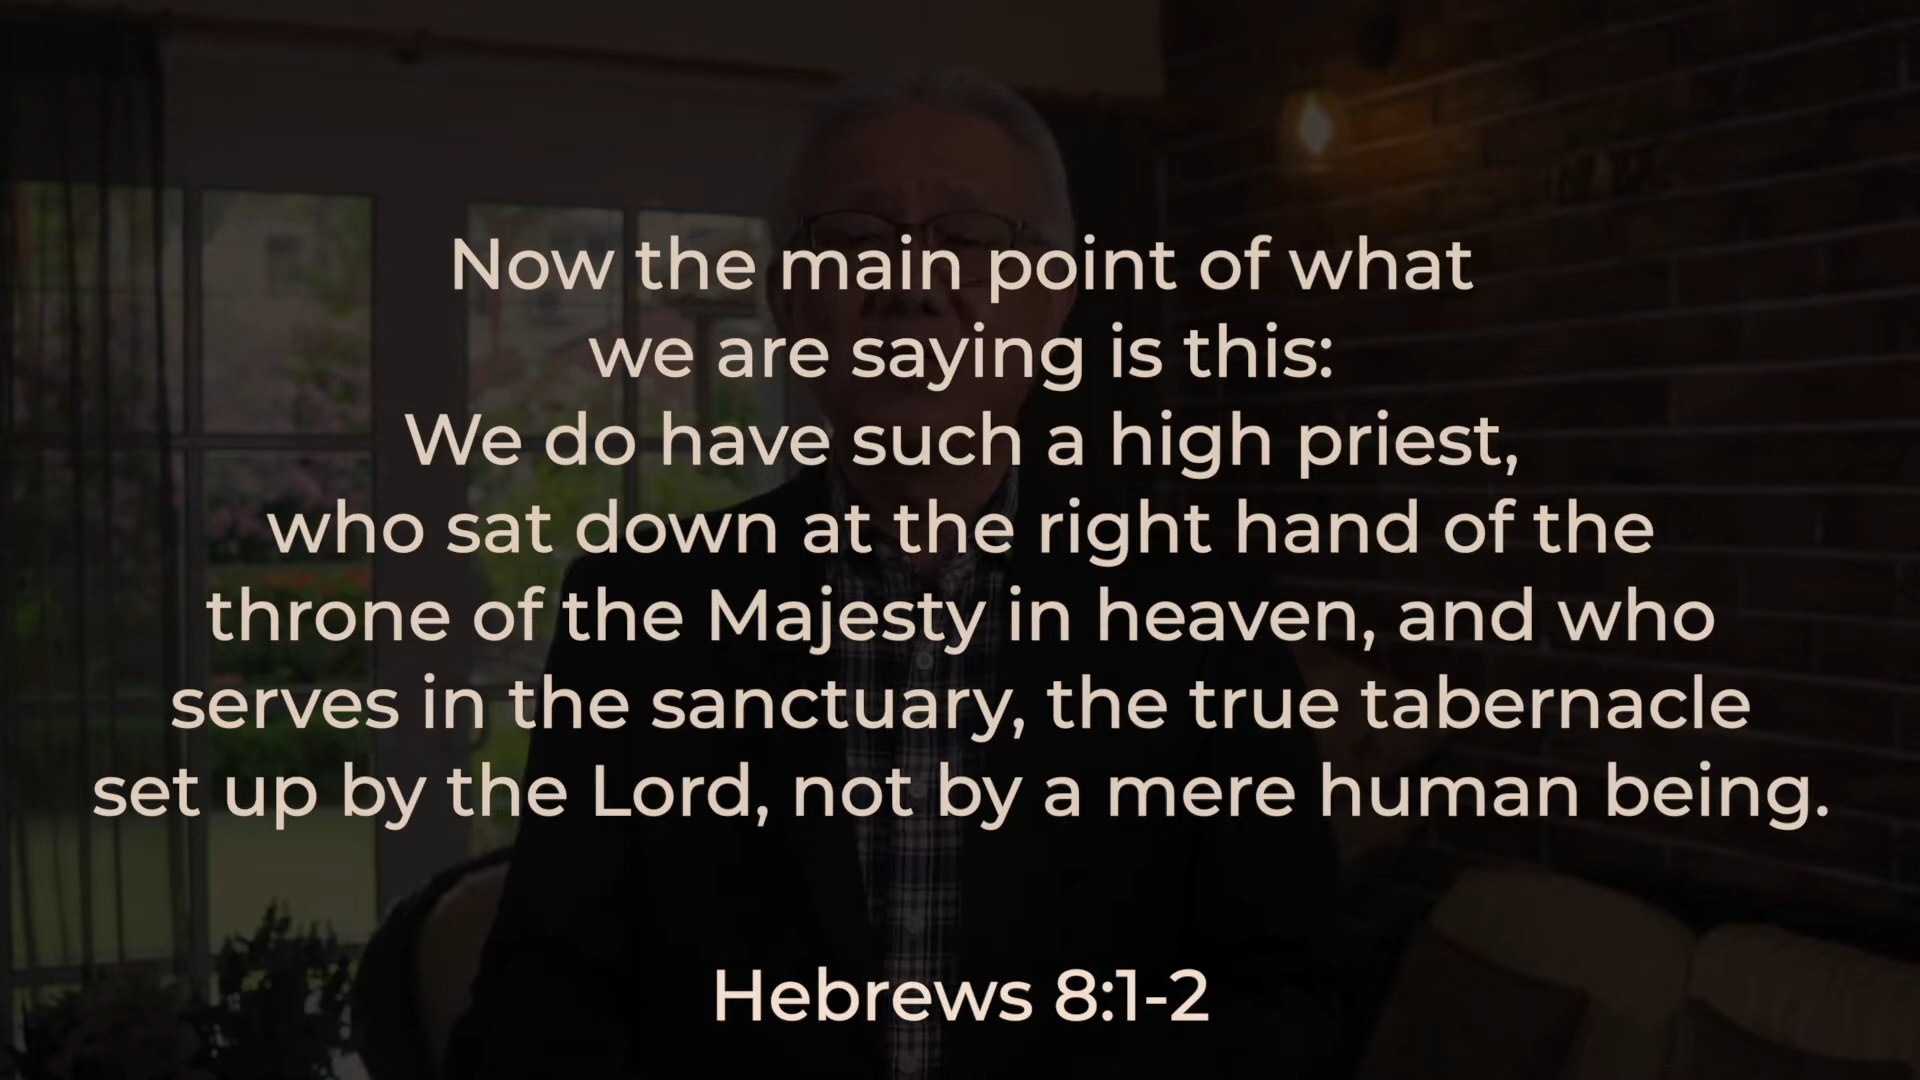 Now the main point of what
we are saying is this:
We do have such a high priest,
who sat down at the right hand of the
throne of the Majesty in heaven, and who
serves in the sanctuary, the true tabernacle
set up by the Lord, not by a mere human being.
Hebrews 8:1-2